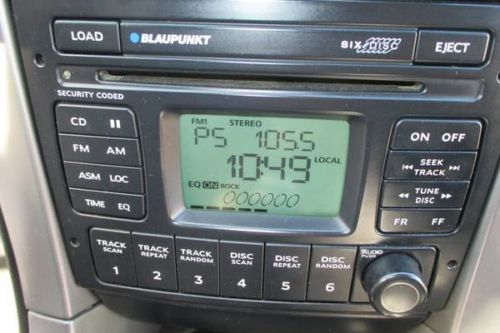 LOAD
BLAUPUNKT
SIX DISC
EJECT
SECURITY CODED
CD
FM AM
ASM LOC
TIME EQ
FM1 STEREO
PS 105.5
10:49 LOCAL
EQ ON ROCK
000000
ON OFF
SEEK
TRACK
TUNE
DISC
FR FF
TRACK
SCAN
1
TRACK
REPEAT
2
TRACK
RANDOM
3
DISC
SCAN
4
DISC
REPEAT
5
DISC
RANDOM
6
AUDIO
PUSH